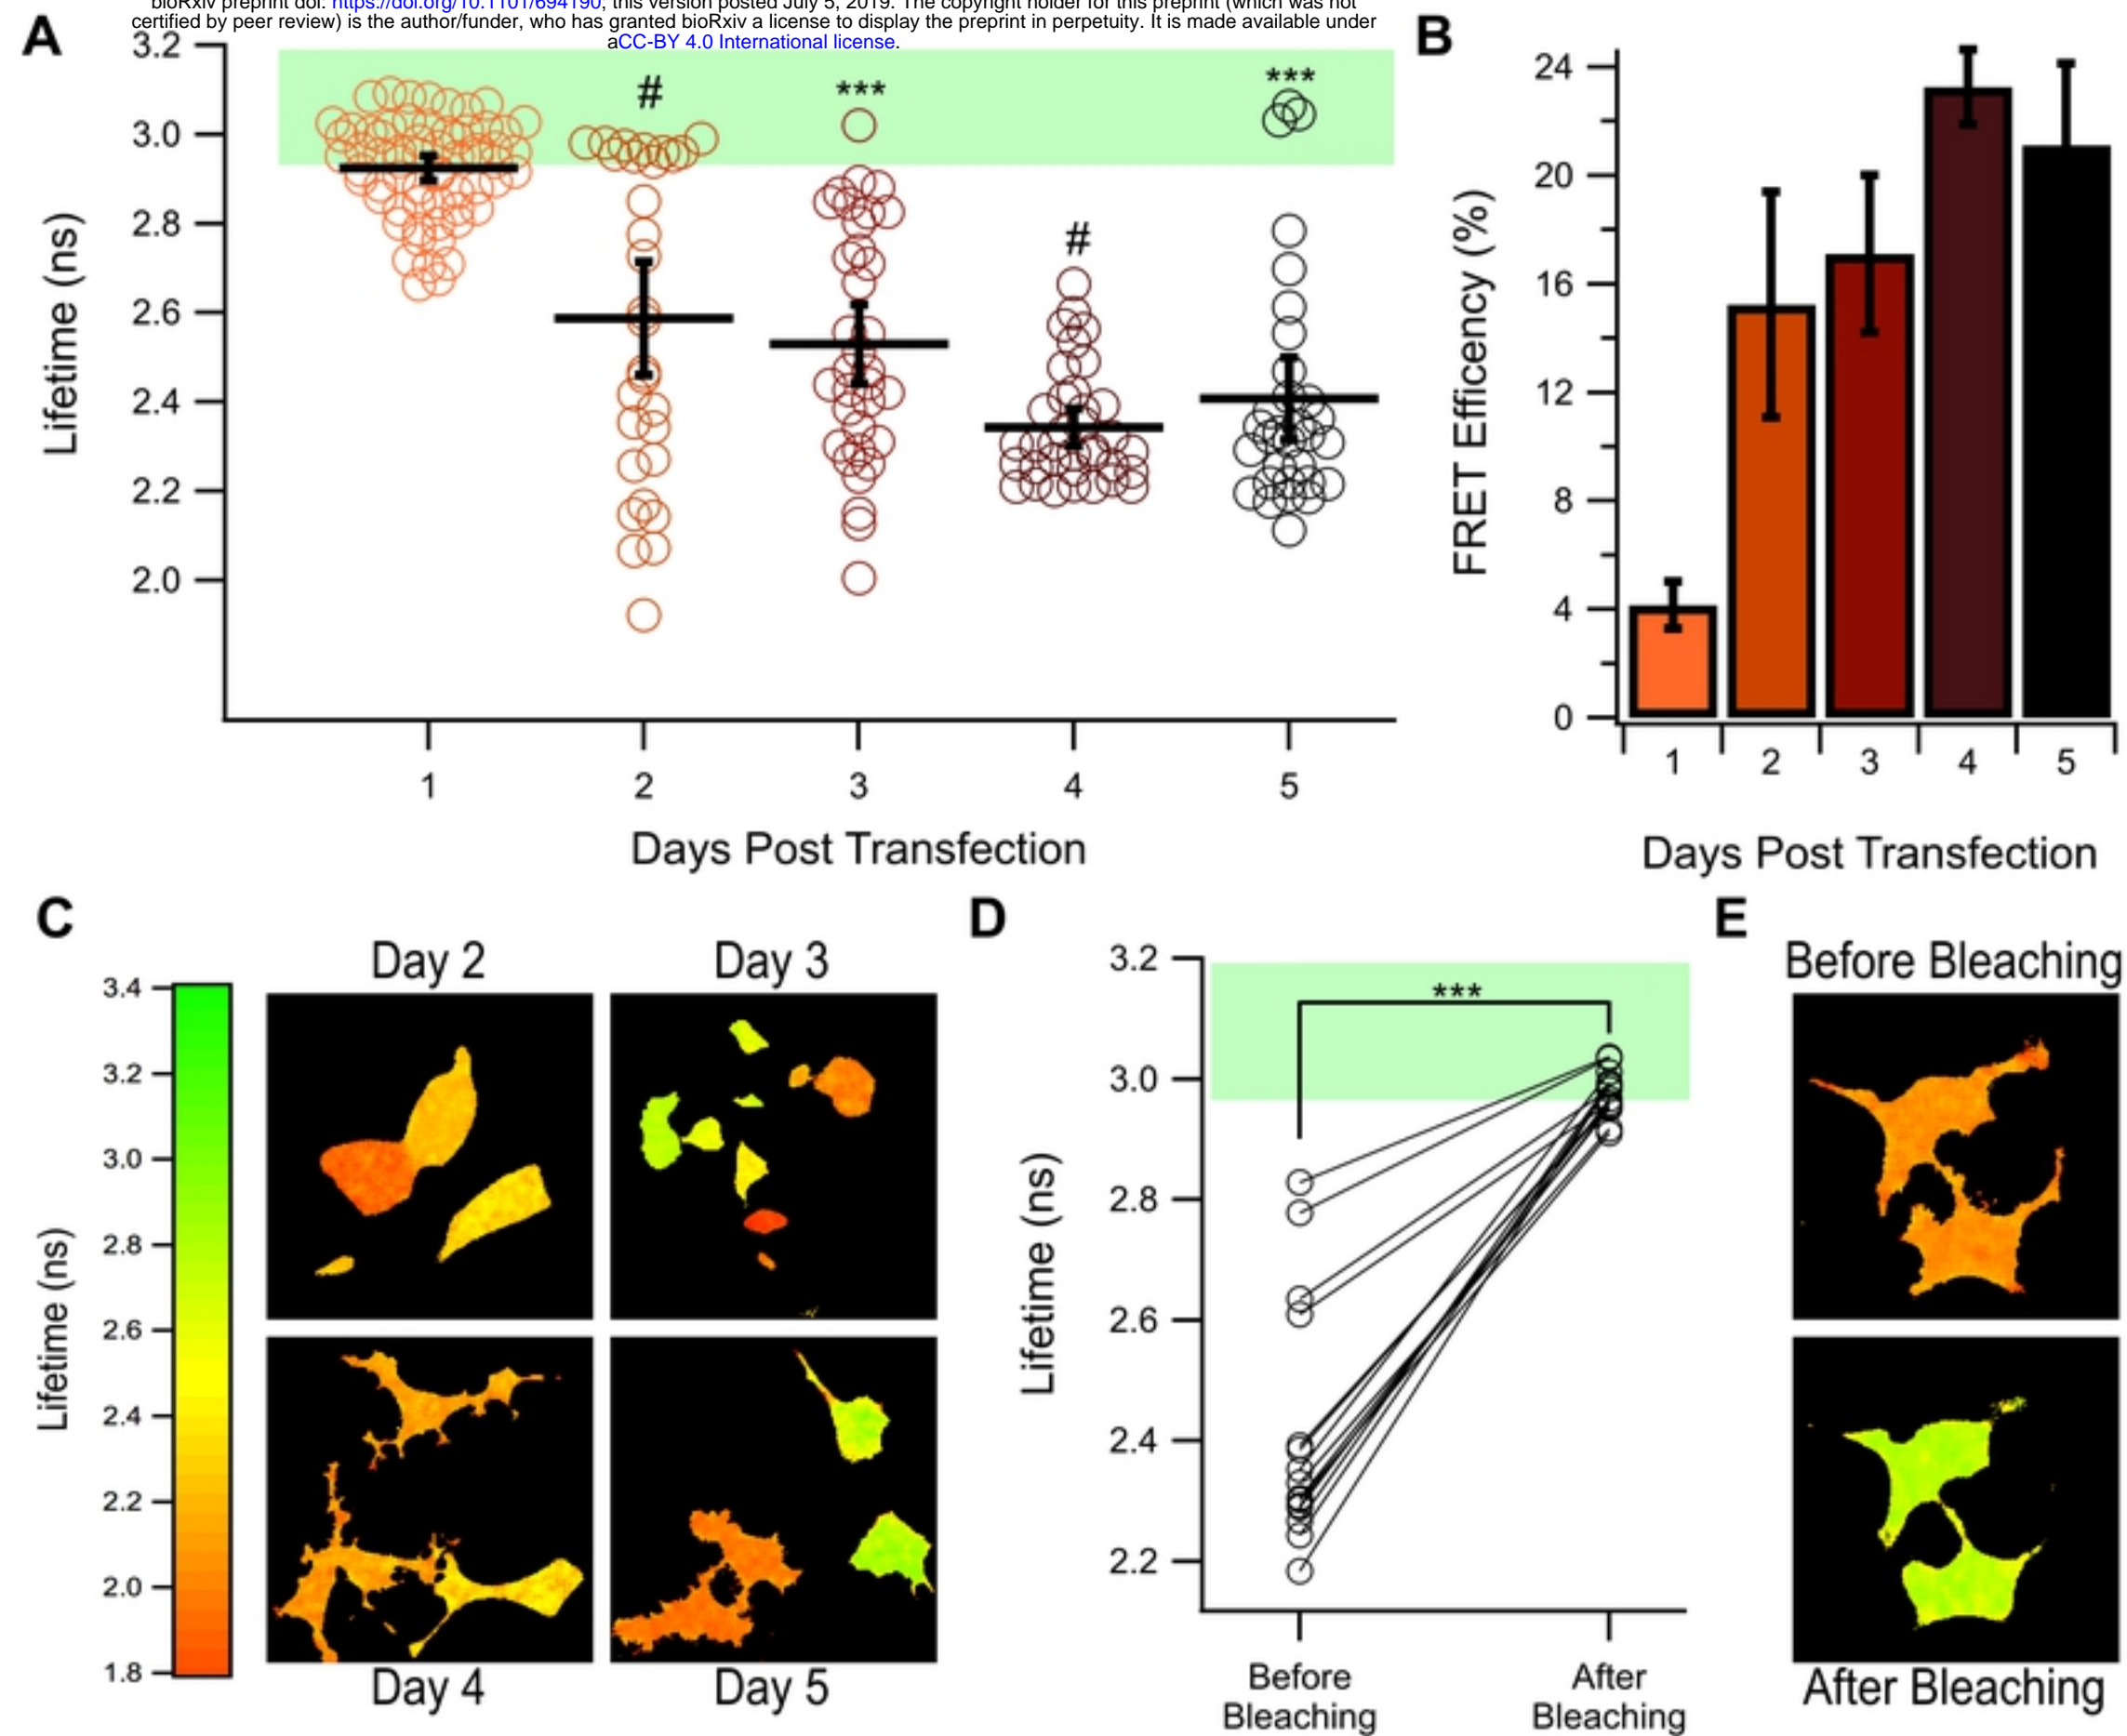 bioRxiv preprint doi: https://doi.org/10.1101/694190; this version posted July 5, 2019. The copyright holder for this preprint (which was not
certified by peer review) is the author/funder, who has granted bioRxiv a license to display the preprint in perpetuity. It is made available under
aCC-BY 4.0 International license.
A
3.2
3.0
2.8
2.6
2.4
2.2
2.0
Lifetime (ns)
#
***
#
***
1 2 3 4 5
Days Post Transfection
B
24
20
16
12
8
4
0
FRET Efficency (%)
1 2 3 4 5
Days Post Transfection
C
3.4
3.2
3.0
2.8
2.6
2.4
2.2
2.0
1.8
Lifetime (ns)
Day 2
Day 3
Day 4
Day 5
D
3.2
3.0
2.8
2.6
2.4
2.2
Lifetime (ns)
***
Before
Bleaching
After
Bleaching
E
Before Bleaching
After Bleaching